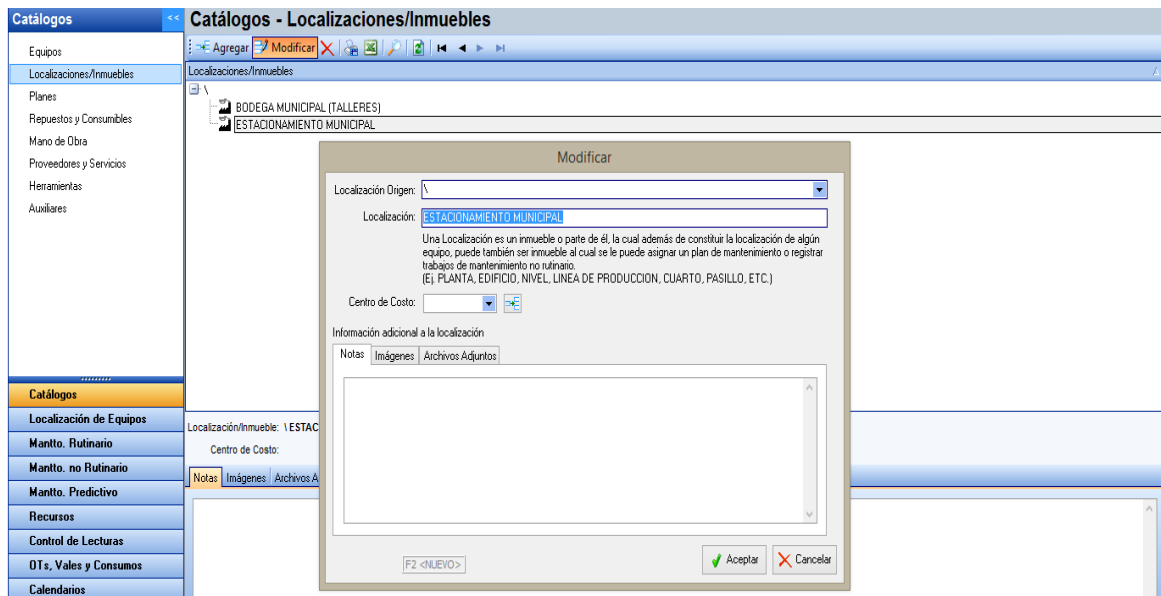 Catálogos
<<
Catálogos - Localizaciones/Inmuebles
Equipos
Localizaciones/Inmuebles
Planes
Repuestos y Consumibles
Mano de Obra
Proveedores y Servicios
Herramientas
Auxiliares
Agregar Modificar
Localizaciones/Inmuebles
\
BODEGA MUNICIPAL (TALLERES)
ESTACIONAMIENTO MUNICIPAL
Modificar
Localización Origen: \
Localización: ESTACIONAMIENTO MUNICIPAL
Una Localización es un inmueble o parte de él, la cual además de constituir la localización de algún
equipo, puede también ser inmueble al cual se le puede asignar un plan de mantenimiento o registrar
trabajos de mantenimiento no rutinario.
(Ej. PLANTA, EDIFICIO, NIVEL, LINEA DE PRODUCCION, CUARTO, PASILLO, ETC.)
Centro de Costo:
Información adicional a la localización
Notas Imágenes Archivos Adjuntos
F2 <NUEVO>
Aceptar Cancelar
Catálogos
Localización de Equipos
Mantto. Rutinario
Mantto. no Rutinario
Mantto. Predictivo
Recursos
Control de Lecturas
OTs, Vales y Consumos
Calendarios
Localización/Inmueble: \ ESTAC
Centro de Costo:
Notas Imágenes Archivos A